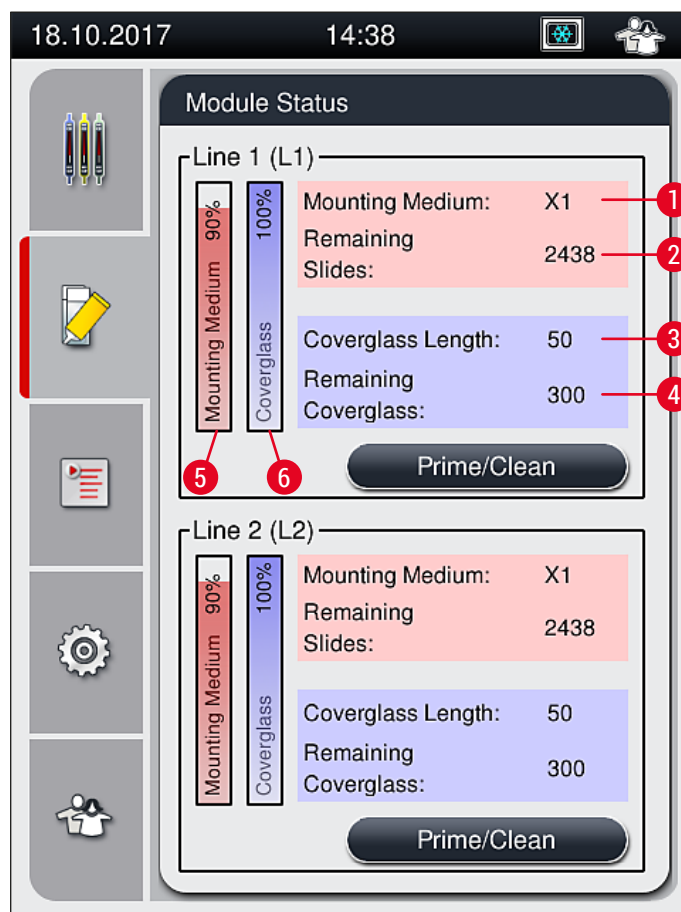 18.10.2017 14:38
Module Status
Line 1 (L1)
90%
Mounting Medium
100%
Coverglass
Mounting Medium: X1
1
Remaining
Slides: 2438
2
Coverglass Length: 50
3
Remaining
Coverglass: 300
4
5
6
Prime/Clean
Line 2 (L2)
90%
Mounting Medium
100%
Coverglass
Mounting Medium: X1
Remaining
Slides: 2438
Coverglass Length: 50
Remaining
Coverglass: 300
Prime/Clean